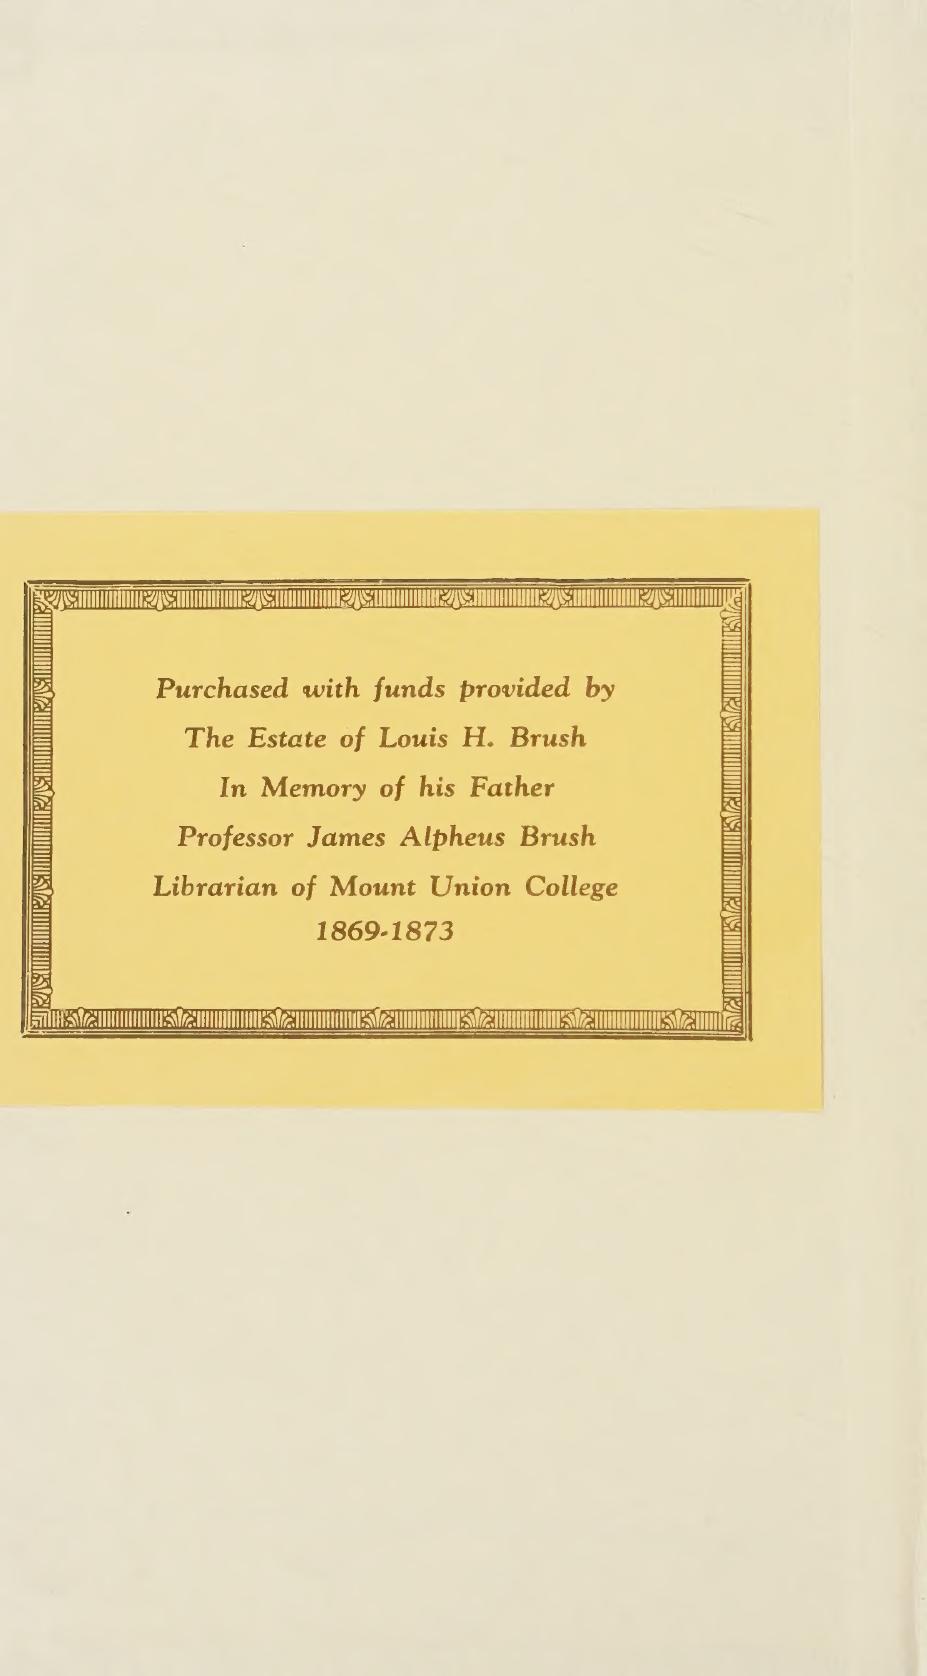 Purchased with funds provided by
The Estate of Louis H. Brush
In Memory of his Father
Professor James Alpheus Brush
Librarian of Mount Union College
1869-1873